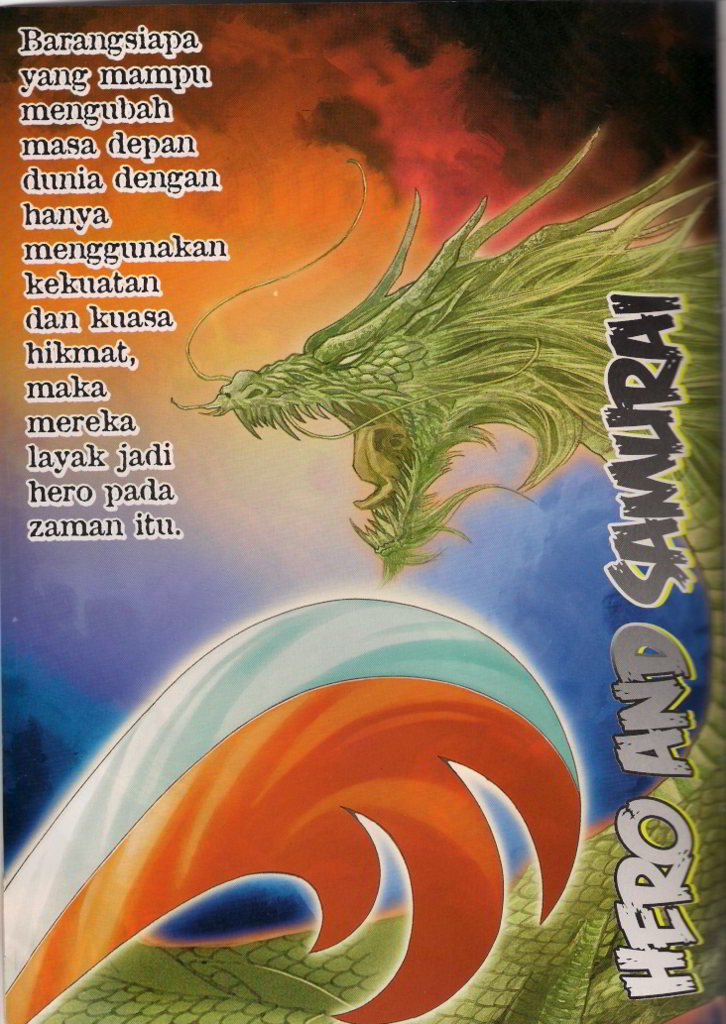 Barangsiapa
yang mampu
mengubah
masa depan
dunia dengan
hanya
menggunakan
kekuatan
dan kuasa
hikmat,
maka
mereka
layak jadi
hero pada
zaman itu.
HERO AND SAMURAI